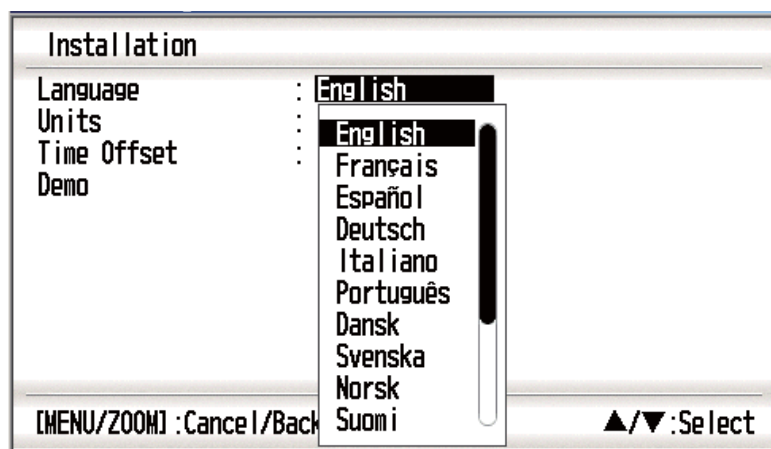 Installation
Language : English
Units :
Time Offset :
Demo
English
Français
Español
Deutsch
Italiano
Português
Dansk
Svenska
Norsk
Suomi
[MENU/ZOOM]:Cancel/Back
▲/▼:Select